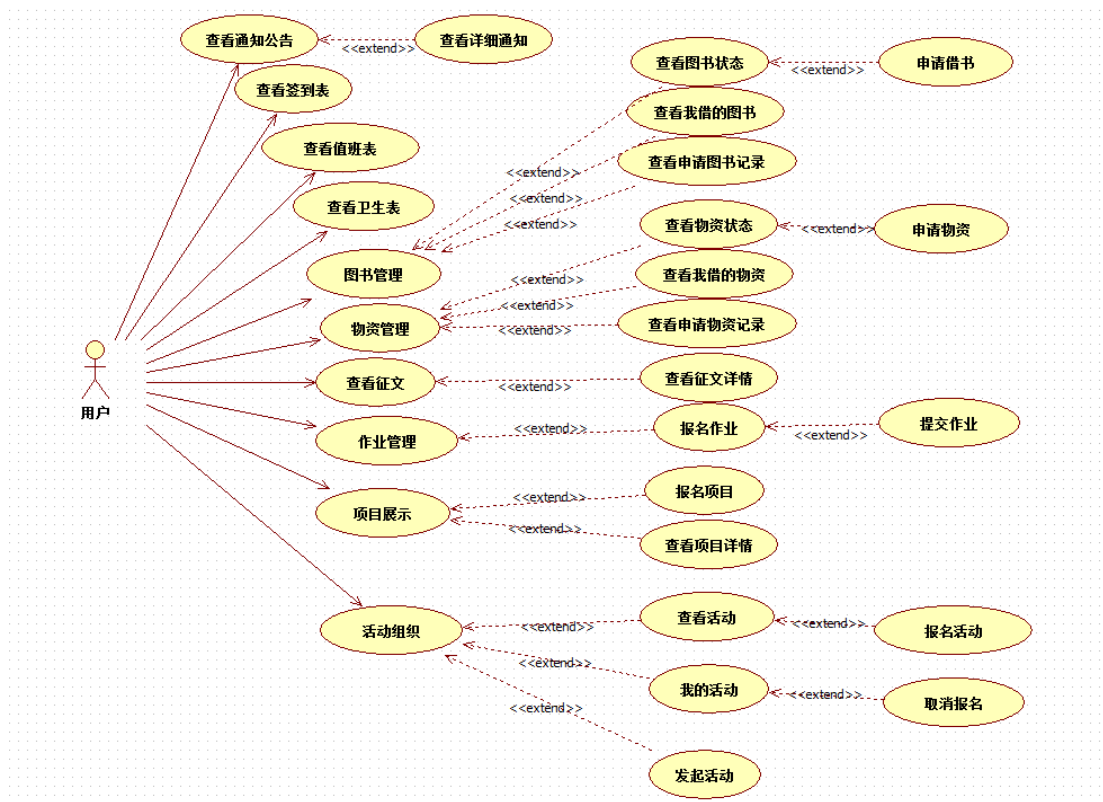 查看通知公告
<<extend>>
查看详细通知
查看签到表
查看值班表
查看卫生表
图书管理
物资管理
查看征文
作业管理
项目展示
活动组织
用户
查看图书状态
<<extend>>
申请借书
查看我借的图书
查看申请图书记录
<<extend>>
<<extend>>
<<extend>>
查看物资状态
<<extend>>
申请物资
查看我借的物资
查看申请物资记录
<<extend>>
<<extend>>
<<extend>>
查看征文详情
<<extend>>
报名作业
<<extend>>
<<extend>>
提交作业
报名项目
<<extend>>
查看项目详情
<<extend>>
查看活动
<<extend>>
<<extend>>
报名活动
我的活动
<<extend>>
<<extend>>
取消报名
<<extend>>
发起活动